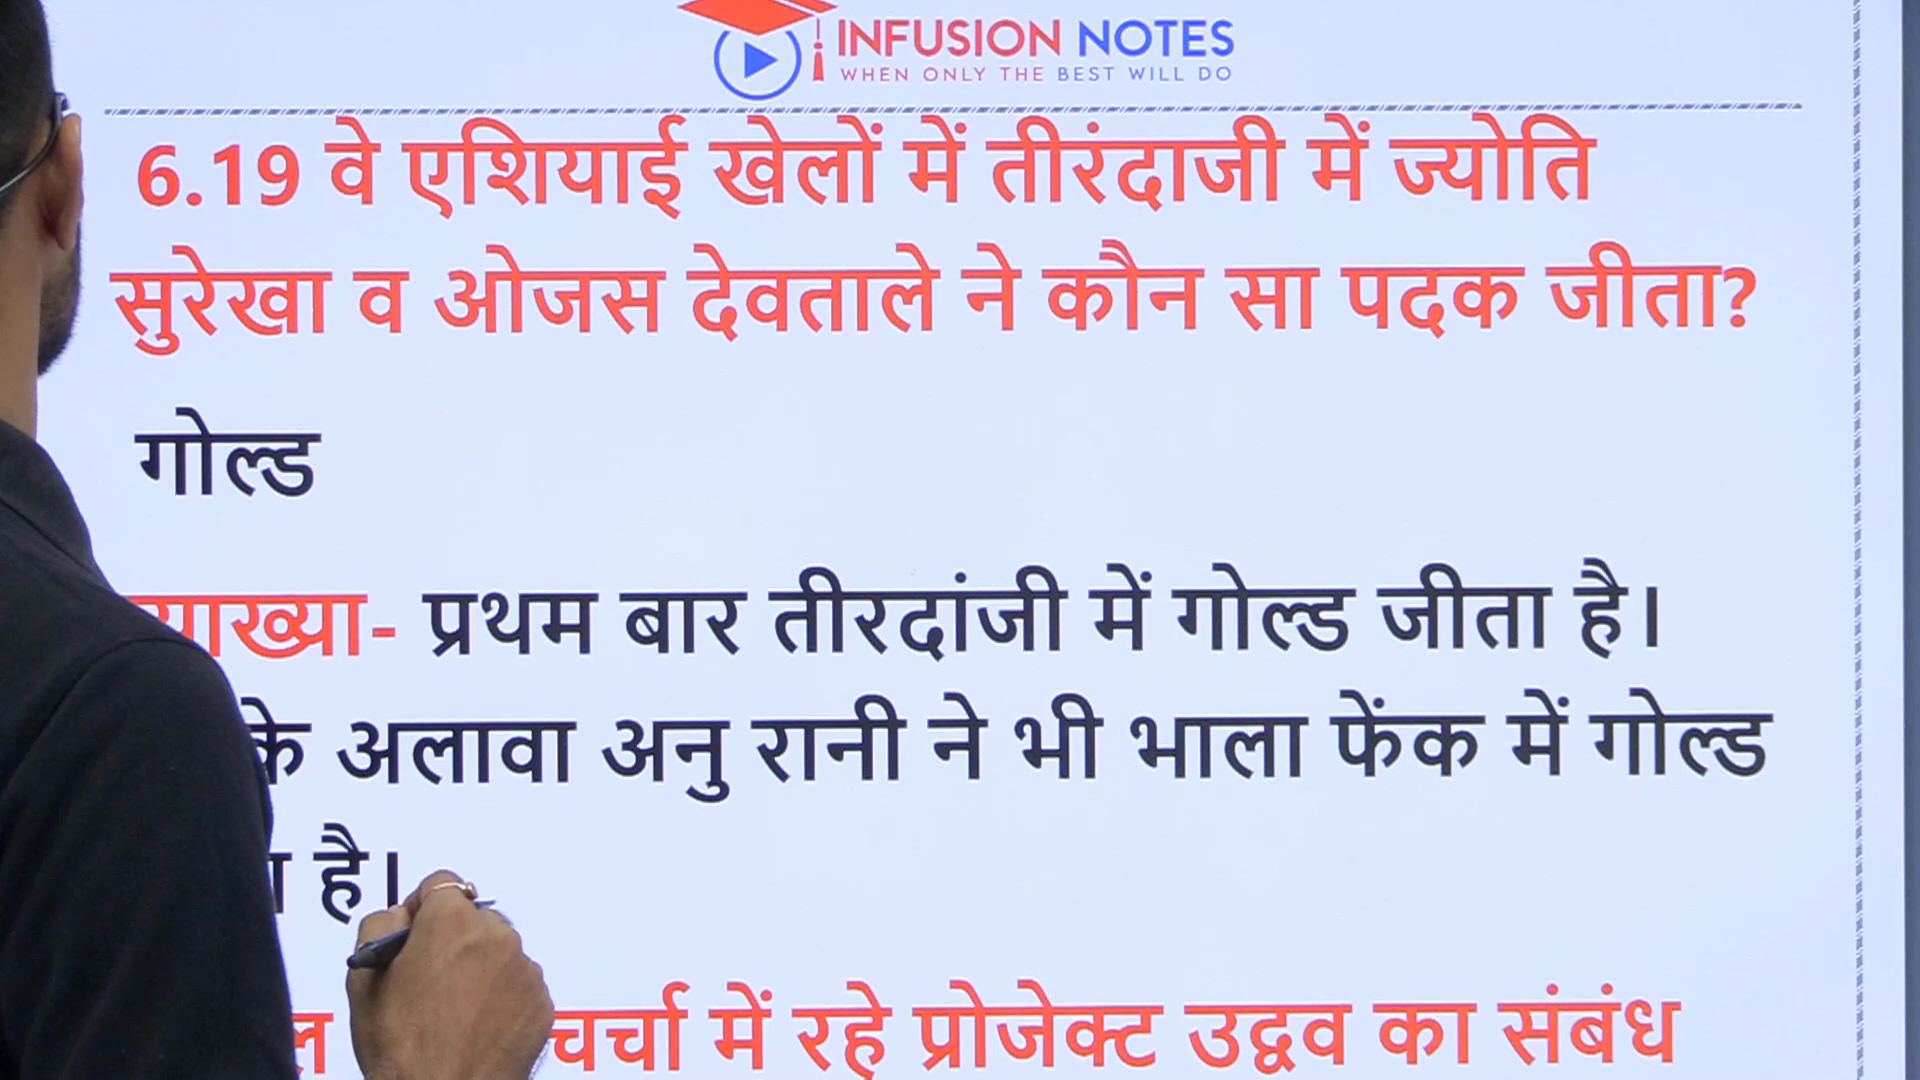 INFUSION NOTES
WHEN ONLY THE BEST WILL DO
6.19 वे एशियाई खेलों में तीरंदाजी में ज्योति
सुरेखा व ओजस देवताले ने कौन सा पदक जीता?
गोल्ड
प्रथम बार तीरदांजी में गोल्ड जीता है।
के अलावा अनु रानी ने भी भाला फेंक में गोल्ड
है।
चर्चा में रहे प्रोजेक्ट उद्वव का संबंध